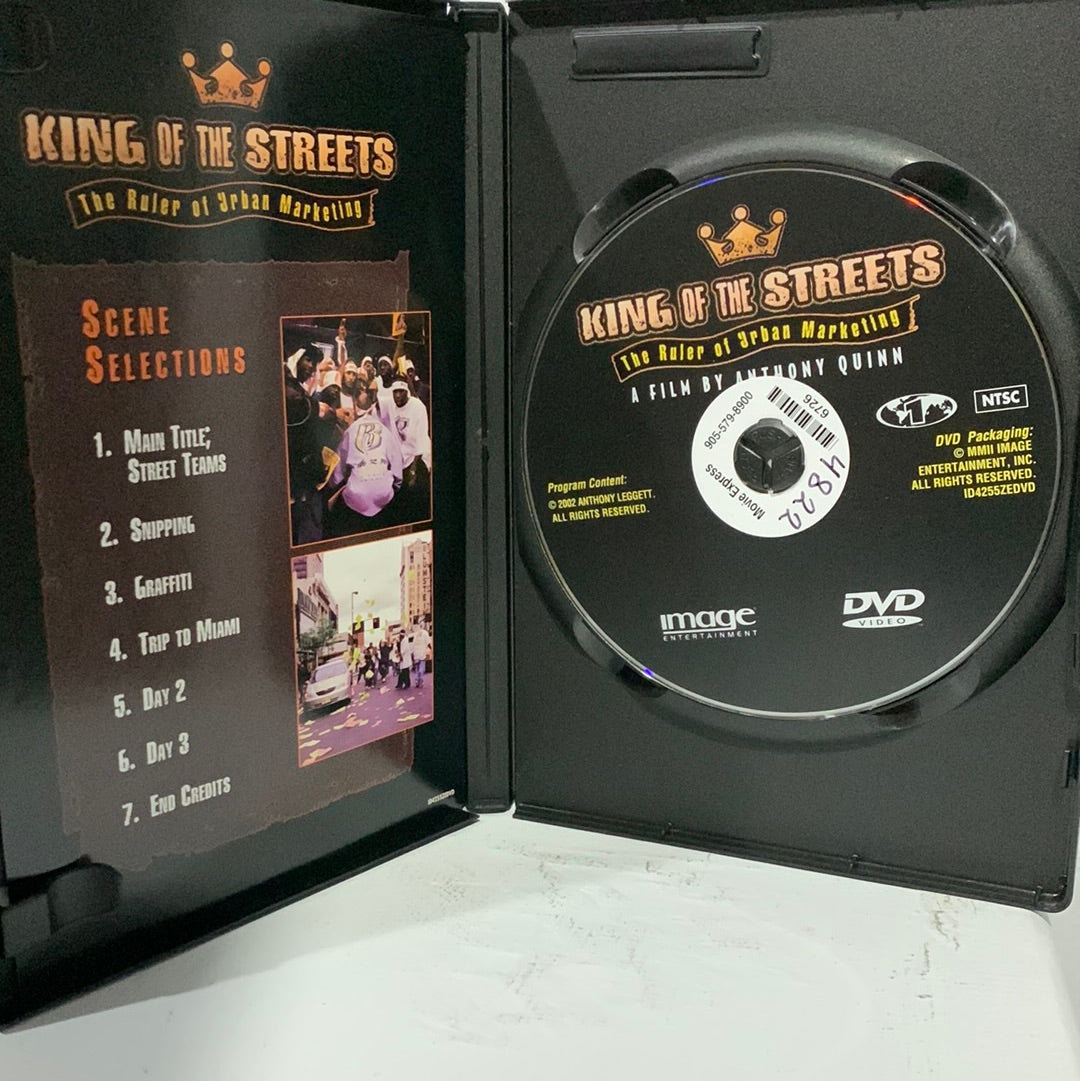 KING OF THE STREETS
The Ruler of Urban Marketing
SCENE
SELECTIONS
1. MAIN TITLE;
STREET TEAMS
2. SNIPPING
3. GRAFFITI
4. TRIP TO MIAMI
5. DAY 2
6. DAY 3
7. END CREDITS
ID4255ZEDVD
KING OF THE STREETS
The Ruler of Urban Marketing
A FILM BY ANTHONY QUINN
905-579-8900
6726
Movie Express
4822
1
NTSC
Program Content:
© 2002 ANTHONY LEGGETT.
ALL RIGHTS RESERVED.
DVD Packaging:
© MMII IMAGE
ENTERTAINMENT, INC.
ALL RIGHTS RESERVED.
ID4255ZEDVD
image
ENTERTAINMENT
DVD
VIDEO